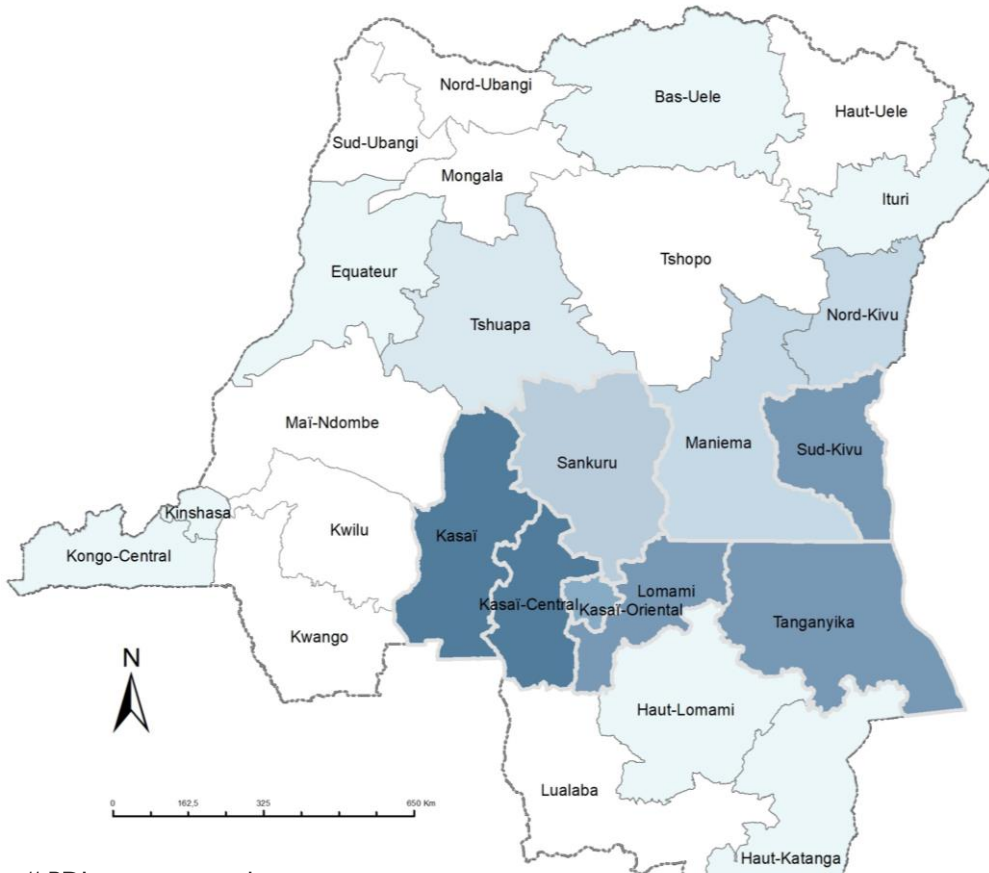 Nord-Ubangi
Bas-Uele
Haut-Uele
Sud-Ubangi
Mongala
Ituri
Tshopo
Equateur
Nord-Kivu
Tshuapa
Maï-Ndombe
Maniema
Sud-Kivu
Sankuru
Kinshasa
Kwilu
Kasaï
Kongo-Central
Lomami
Kasaï-Central
Kasaï-Oriental
Tanganyika
Kwango
N
Haut-Lomami
Lualaba
0 162,5 325 650 Km
Haut-Katanga